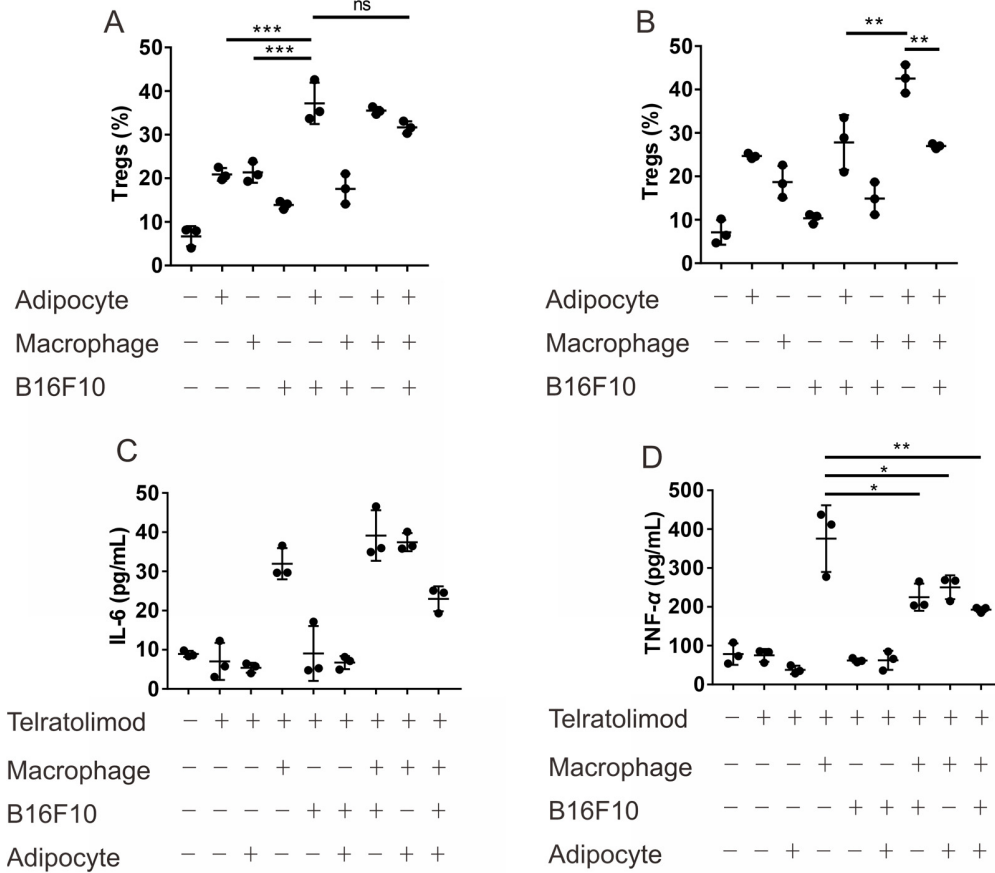 A
ns
***
***
Tregs (%)
50
40
30
20
10
0
Adipocyte − + − − + − + +
Macrophage − − + − − + + +
B16F10 − − − + + + − +
B
**
**
Tregs (%)
50
40
30
20
10
0
Adipocyte − + − − + − + +
Macrophage − − + − − + + +
B16F10 − − − + + + − +
C
IL-6 (pg/mL)
50
40
30
20
10
0
Telratolimod − + + + + + + + +
Macrophage − − − + − − + + +
B16F10 − − − − + + + − +
Adipocyte − − + − − + − + +
D
**
*
*
TNF-α (pg/mL)
500
400
300
200
100
0
Telratolimod − + + + + + + + +
Macrophage − − − + − − + + +
B16F10 − − − − + + + − +
Adipocyte − − + − − + − + +